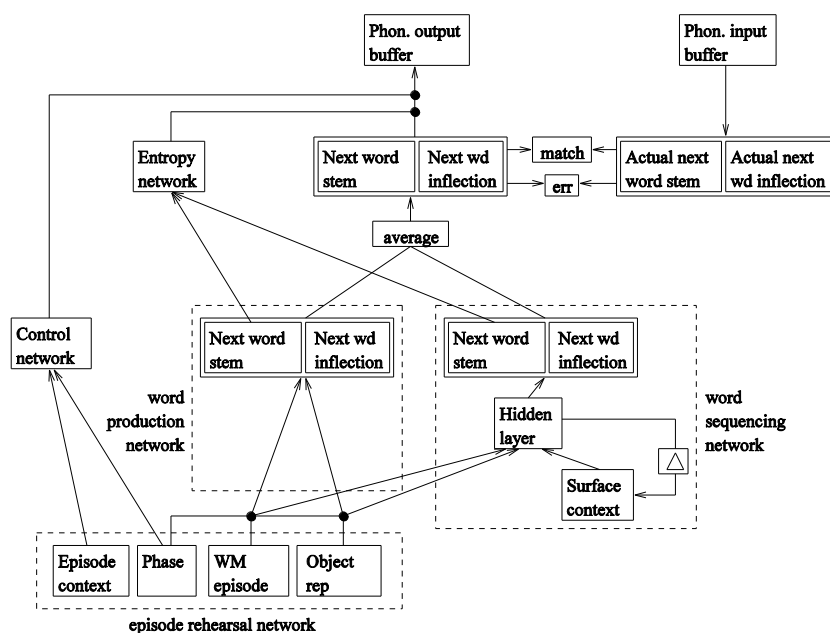 Phon. output
buffer
Phon. input
buffer
Entropy
network
Next word
stem
Next wd
inflection
match
err
Actual next
word stem
Actual next
wd inflection
average
Control
network
Next word
stem
Next wd
inflection
word
production
network
Next word
stem
Next wd
inflection
Hidden
layer
Surface
context
word
sequencing
network
Episode
context
Phase
WM
episode
Object
rep
episode rehearsal network